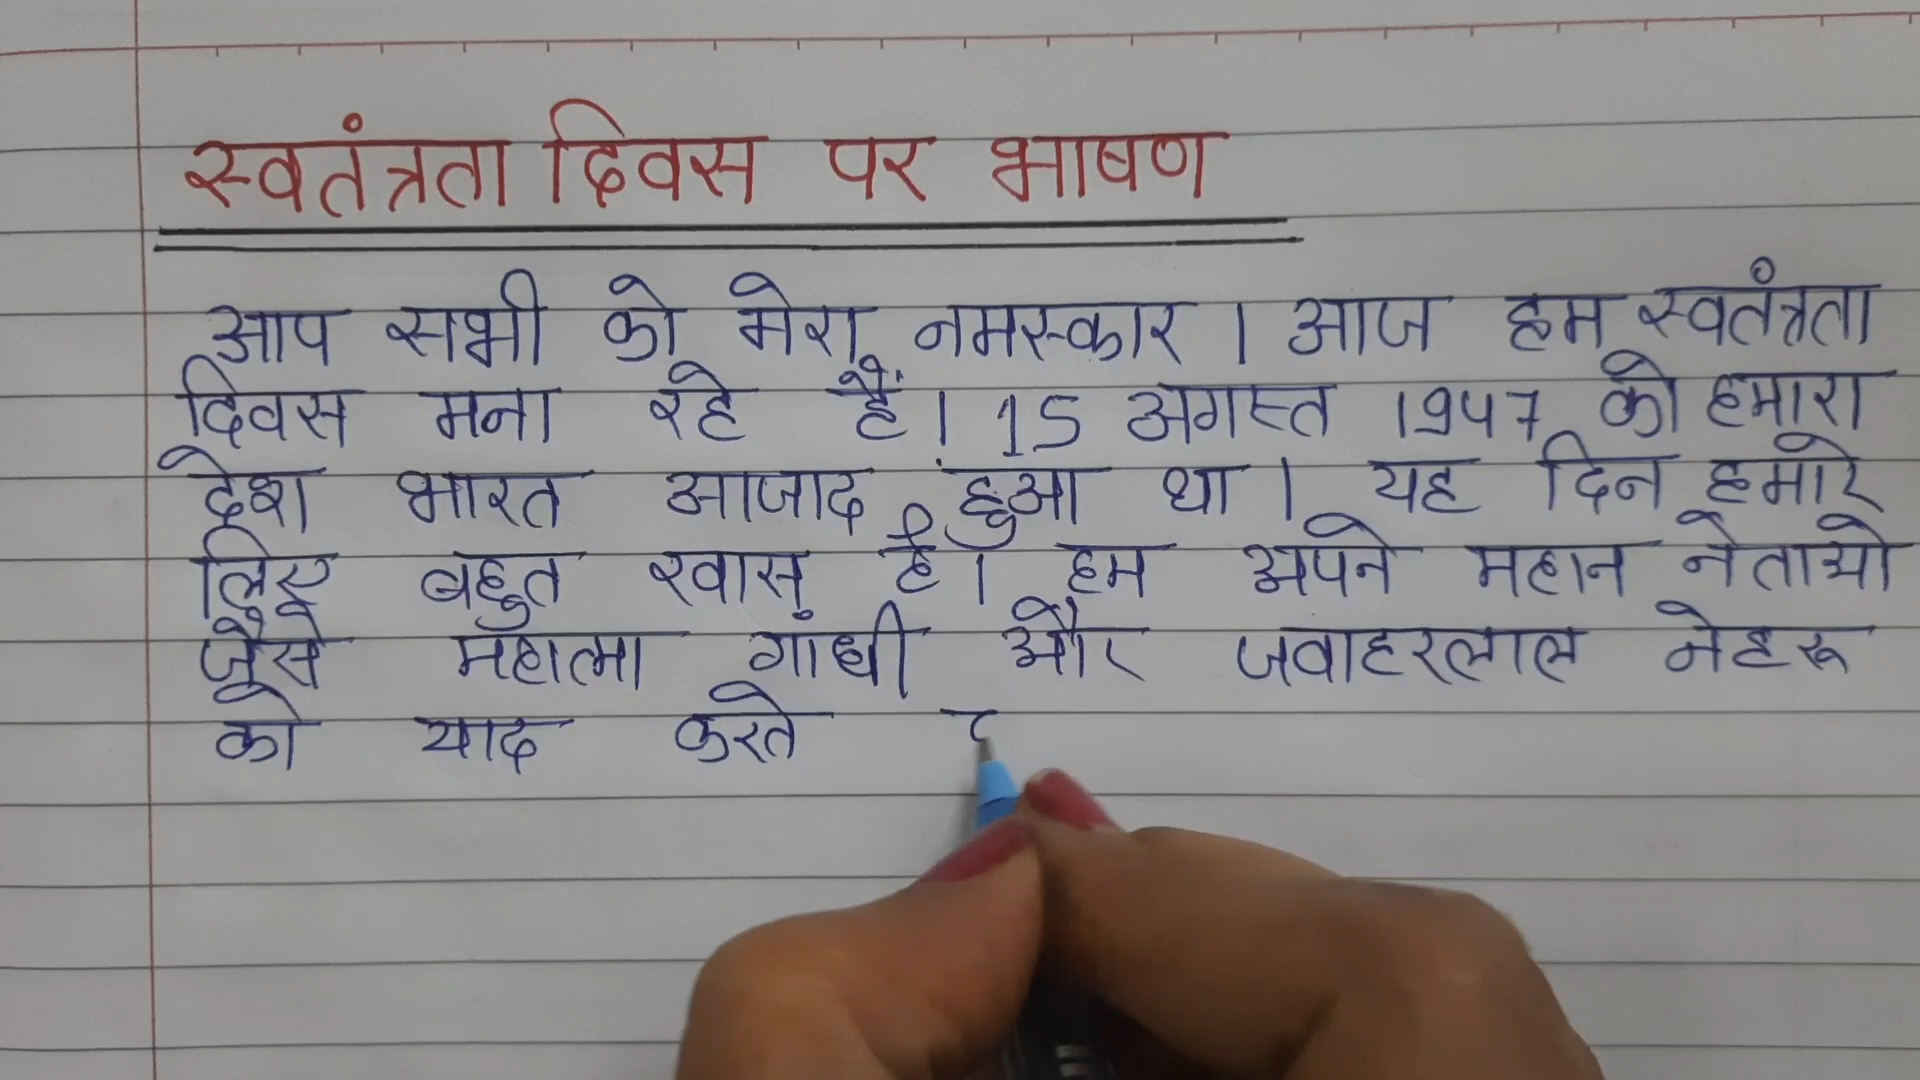 स्वतंत्रता दिवस पर भाषण
आप सभी को मेरा नमस्कार । आज हम स्वतंत्रता
दिवस मना रहे हैं। 15 अगस्त 1947 को हमारा
देश भारत आजाद हुआ था । यह दिन हमारे
लिए बहुत खास है। हम अपने महान नेताओ
जैसे महात्मा गाधी और जवाहरलाल नेहरू
को याद करते